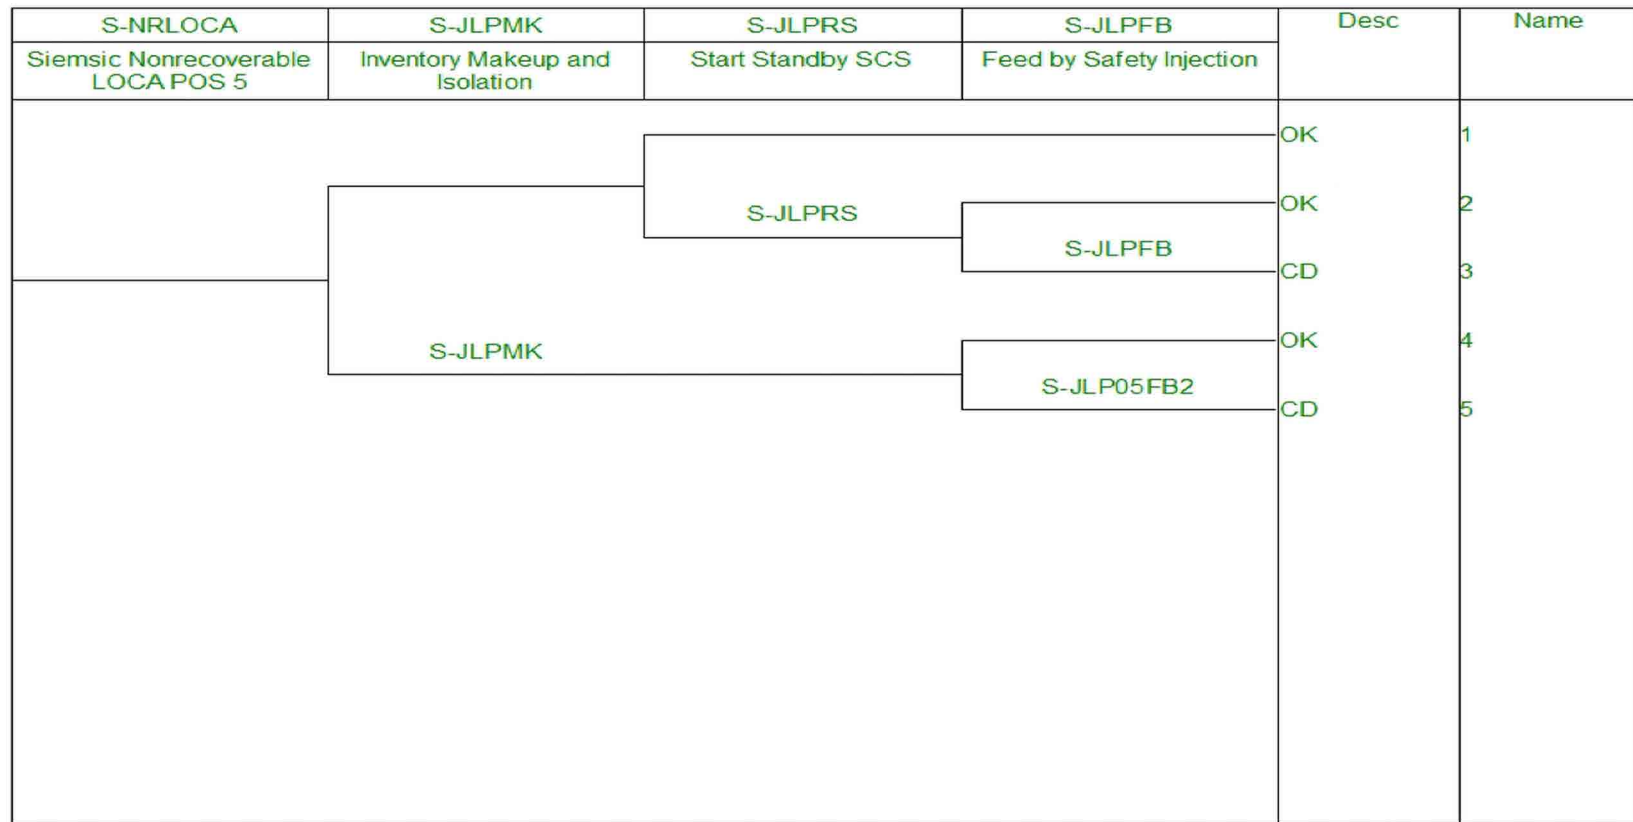 S-NRLOCA S-JLPMK S-JLPRS S-JLPFB Desc Name
Siemsic Nonrecoverable
LOCA POS 5
Inventory Makeup and
Isolation
Start Standby SCS
Feed by Safety Injection
OK 1
S-JLPRS
OK 2
S-JLPFB
CD 3
S-JLPMK
OK 4
S-JLP05FB2
CD 5